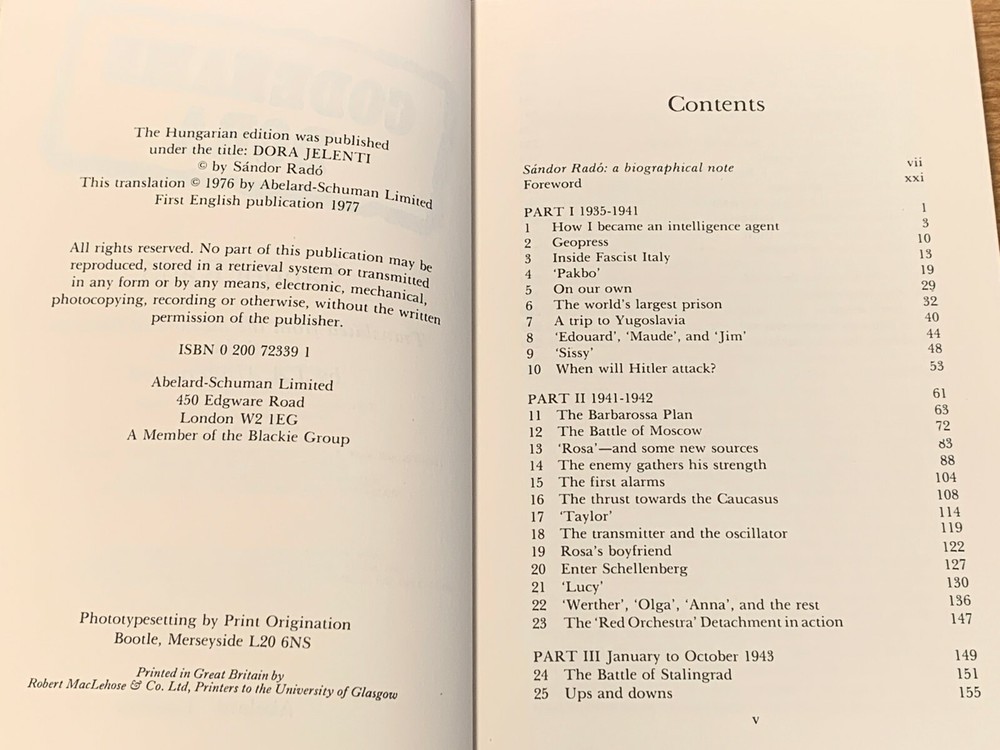 The Hungarian edition was published
under the title: DORA JELENTI
© by Sándor Radó
This translation © 1976 by Abelard-Schuman Limited
First English publication 1977
All rights reserved. No part of this publication may be
reproduced, stored in a retrieval system or transmitted
in any form or by any means, electronic, mechanical,
photocopying, recording or otherwise, without the written
permission of the publisher.
ISBN 0 200 72339 1
Abelard-Schuman Limited
450 Edgware Road
London W2 1EG
A Member of the Blackie Group
Phototypesetting by Print Origination
Bootle, Merseyside L20 6NS
Printed in Great Britain by
Robert MacLehose & Co. Ltd, Printers to the University of Glasgow
Contents
Sándor Radó: a biographical note vii
Foreword xxi
PART I 1935-1941 1
1 How I became an intelligence agent 3
2 Geopress 10
3 Inside Fascist Italy 13
4 ‘Pakbo’ 19
5 On our own 29
6 The world's largest prison 32
7 A trip to Yugoslavia 40
8 ‘Edouard’, ‘Maude’, and ‘Jim’ 44
9 ‘Sissy’ 48
10 When will Hitler attack? 53
PART II 1941-1942 61
11 The Barbarossa Plan 63
12 The Battle of Moscow 72
13 ‘Rosa’—and some new sources 83
14 The enemy gathers his strength 88
15 The first alarms 104
16 The thrust towards the Caucasus 108
17 ‘Taylor’ 114
18 The transmitter and the oscillator 119
19 Rosa's boyfriend 122
20 Enter Schellenberg 127
21 ‘Lucy’ 130
22 ‘Werther’, ‘Olga’, ‘Anna’, and the rest 136
23 The ‘Red Orchestra’ Detachment in action 147
PART III January to October 1943 149
24 The Battle of Stalingrad 151
25 Ups and downs 155
v